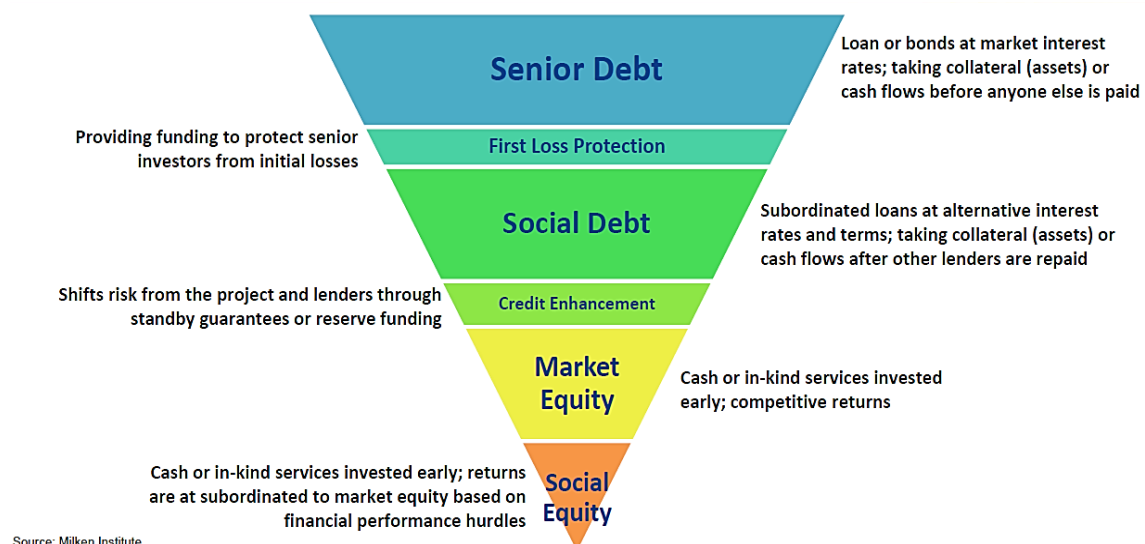 Senior Debt
Loan or bonds at market interest
rates; taking collateral (assets) or
cash flows before anyone else is paid
Providing funding to protect senior
investors from initial losses
First Loss Protection
Social Debt
Subordinated loans at alternative interest
rates and terms; taking collateral (assets) or
cash flows after other lenders are repaid
Shifts risk from the project and lenders through
standby guarantees or reserve funding
Credit Enhancement
Market
Equity
Cash or in-kind services invested
early; competitive returns
Cash or in-kind services invested early; returns
are at subordinated to market equity based on
financial performance hurdles
Social
Equity
Source: Milken Institute